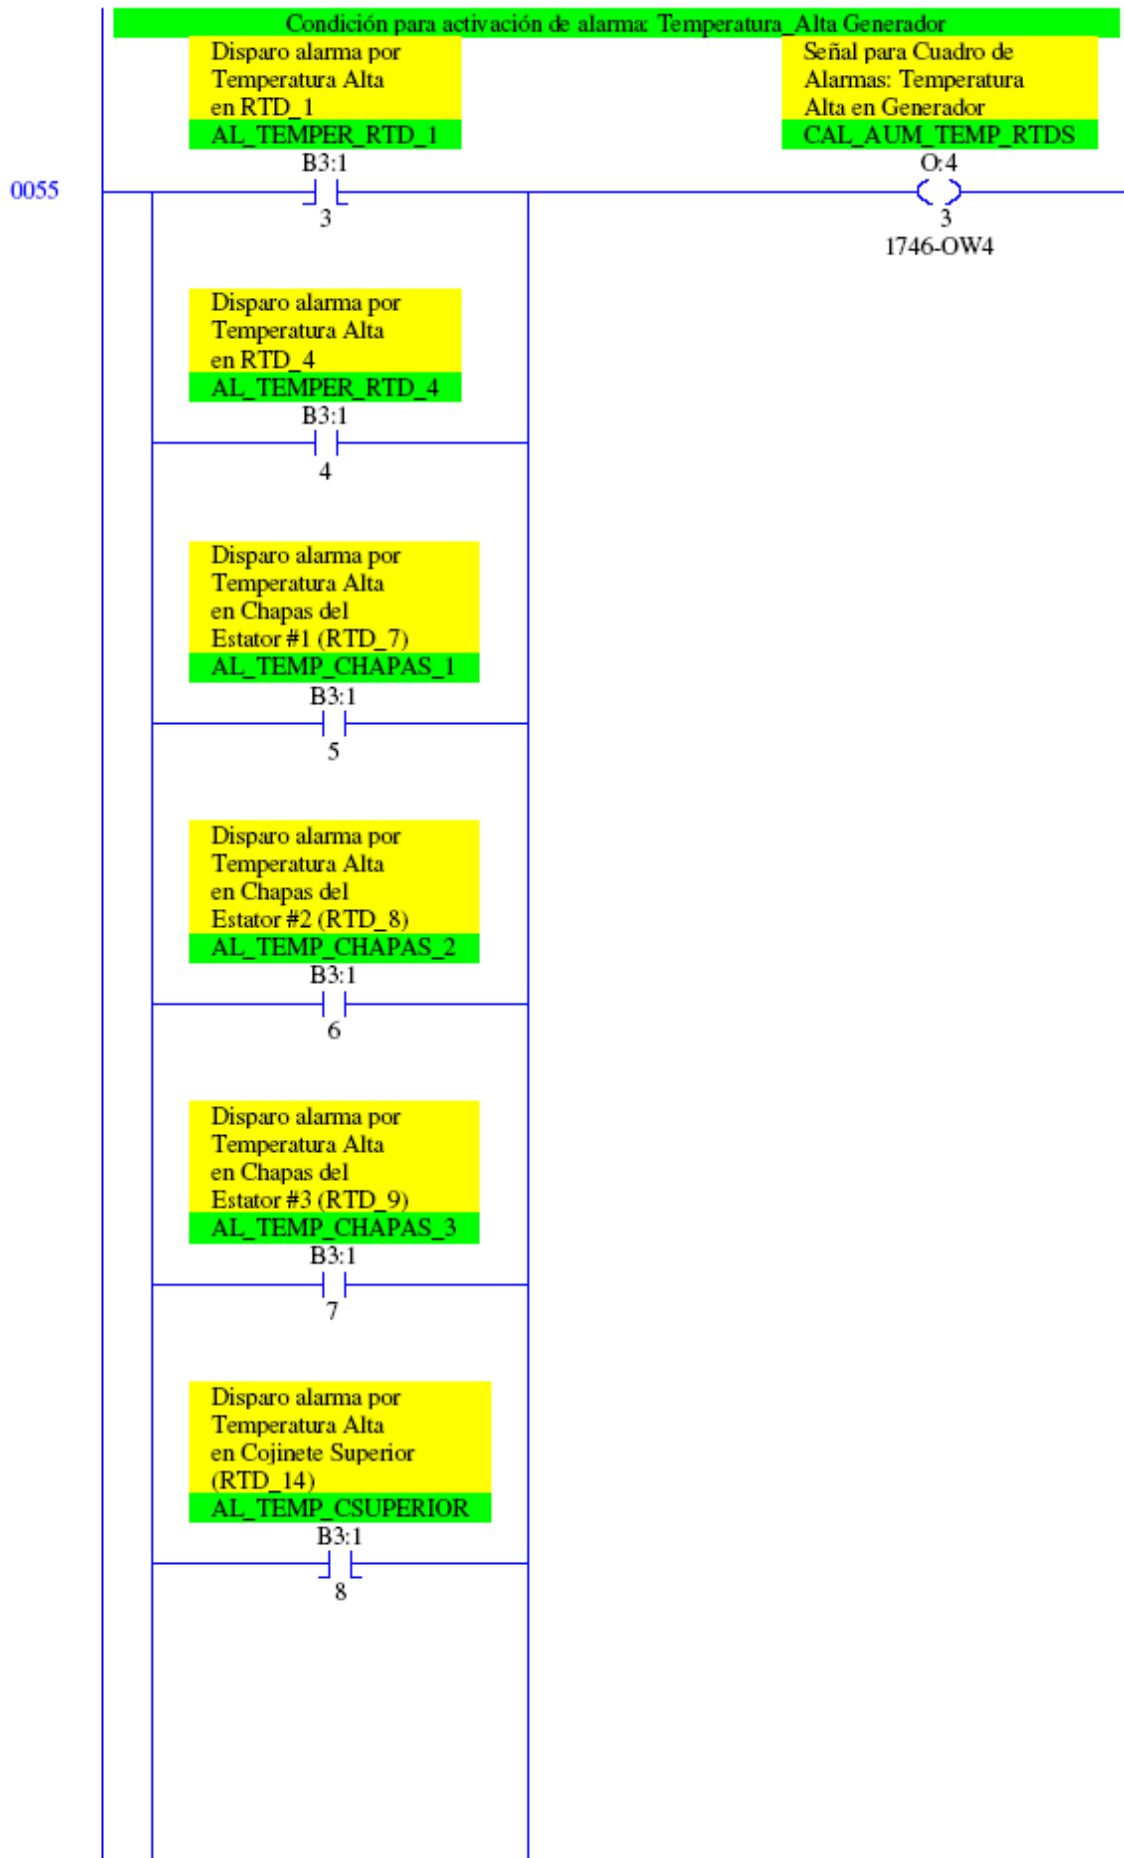 Condición para activación de alarma: Temperatura_Alta Generador
Disparo alarma por
Temperatura Alta
en RTD_1
AL_TEMPER_RTD_1
B3:1
3
Señal para Cuadro de
Alarmas: Temperatura
Alta en Generador
CAL_AUM_TEMP_RTDS
O:4
3
1746-OW4
0055
Disparo alarma por
Temperatura Alta
en RTD_4
AL_TEMPER_RTD_4
B3:1
4
Disparo alarma por
Temperatura Alta
en Chapas del
Estator #1 (RTD_7)
AL_TEMP_CHAPAS_1
B3:1
5
Disparo alarma por
Temperatura Alta
en Chapas del
Estator #2 (RTD_8)
AL_TEMP_CHAPAS_2
B3:1
6
Disparo alarma por
Temperatura Alta
en Chapas del
Estator #3 (RTD_9)
AL_TEMP_CHAPAS_3
B3:1
7
Disparo alarma por
Temperatura Alta
en Cojinete Superior
(RTD_14)
AL_TEMP_CSUPERIOR
B3:1
8